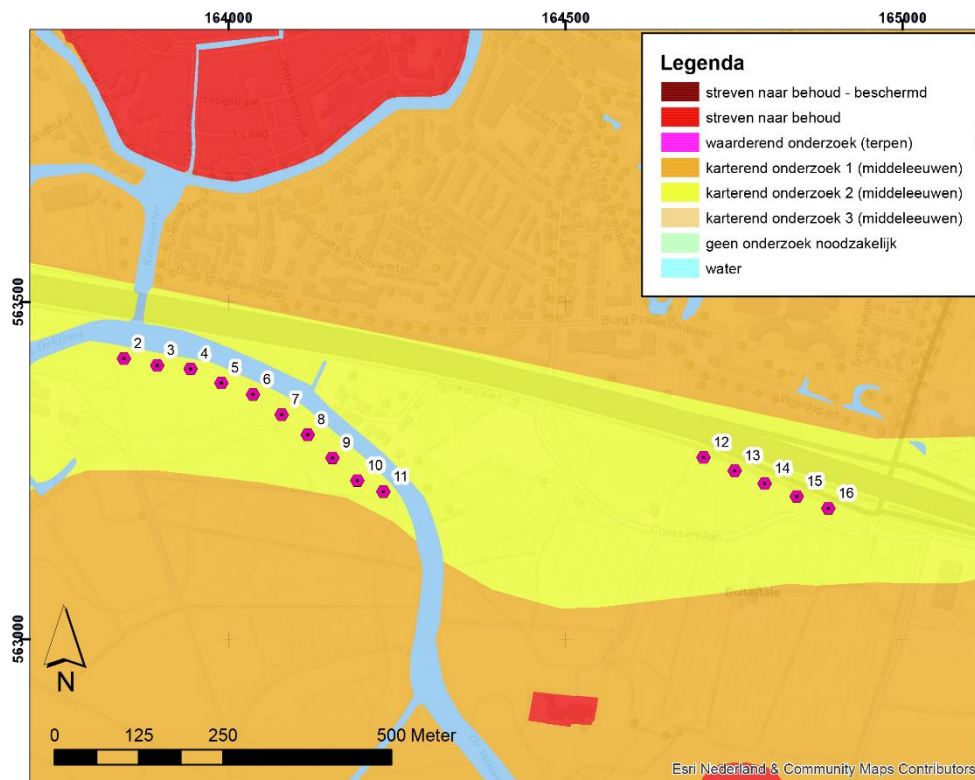 164000
164500
165000
Legenda
streven naar behoud - beschermd
streven naar behoud
waarderend onderzoek (terpen)
karterend onderzoek 1 (middeleeuwen)
karterend onderzoek 2 (middeleeuwen)
karterend onderzoek 3 (middeleeuwen)
geen onderzoek noodzakelijk
water
Hoogstraat
563500
2
3
4
5
6
7
8
9
10
11
12
13
14
15
16
563000
N
0
125
250
500 Meter
Esri Nederland & Community Maps Contributors